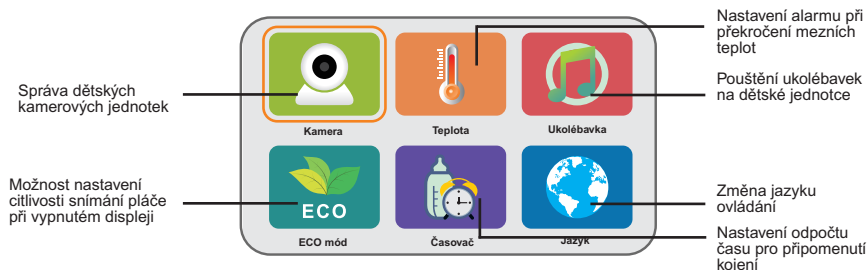 Nastavení alarmu při
překročení mezních
teplot
Správa dětských
kamerových jednotek
Pouštění ukolébavek
na dětské jednotce
Kamera
Teplota
Ukolébavka
Možnost nastavení
citlivosti snímání pláče
při vypnutém displeji
ECO
Změna jazyku
ovládání
ECO mód
Časovač
Jazyk
Nastavení odpočtu
času pro připomenutí
kojení